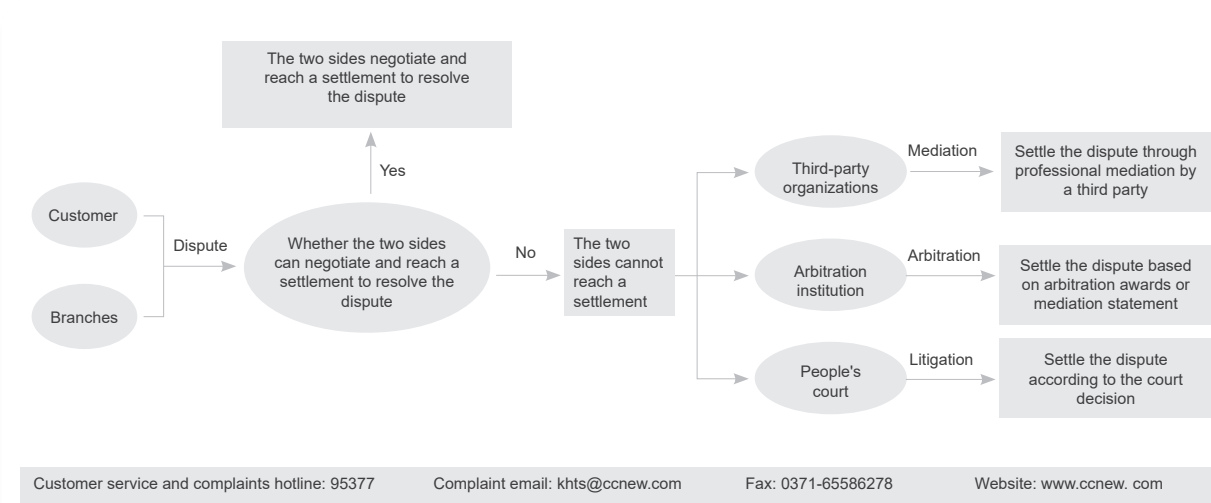 The two sides negotiate and
reach a settlement to resolve
the dispute
Yes
Customer
Branches
Dispute
Whether the two sides
can negotiate and reach a
settlement to resolve the
dispute
No
The two
sides cannot
reach a
settlement
Third-party
organizations
Mediation
Settle the dispute through
professional mediation by
a third party
Arbitration
institution
Arbitration
Settle the dispute based
on arbitration awards or
mediation statement
People's
court
Litigation
Settle the dispute
according to the court
decision
Customer service and complaints hotline: 95377 Complaint email: khts@ccnew.com Fax: 0371-65586278 Website: www.ccnew. com